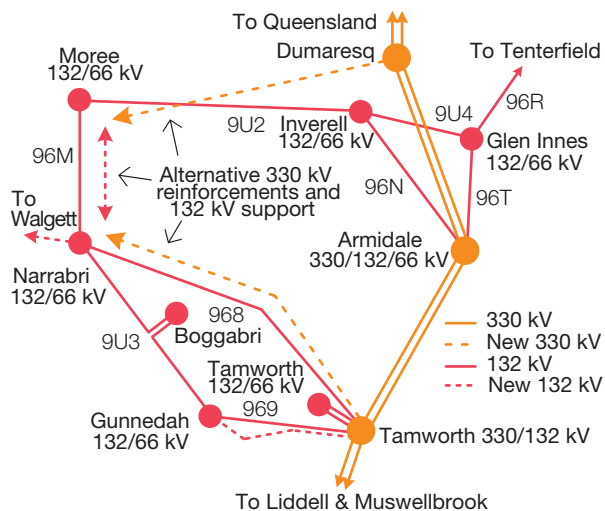 To Queensland
Dumaresq
Moree
132/66 kV
To Tenterfield
9U2
Inverell
132/66 kV
9U4
96R
Glen Innes
132/66 kV
96M
Alternative 330 kV
reinforcements and
132 kV support
96N
96T
To
Walgett
Armidale
330/132/66 kV
Narrabri
132/66 kV
968
Boggabri
9U3
330 kV
New 330 kV
132 kV
New 132 kV
Tamworth
132/66 kV
969
Gunnedah
132/66 kV
Tamworth 330/132 kV
To Liddell & Muswellbrook